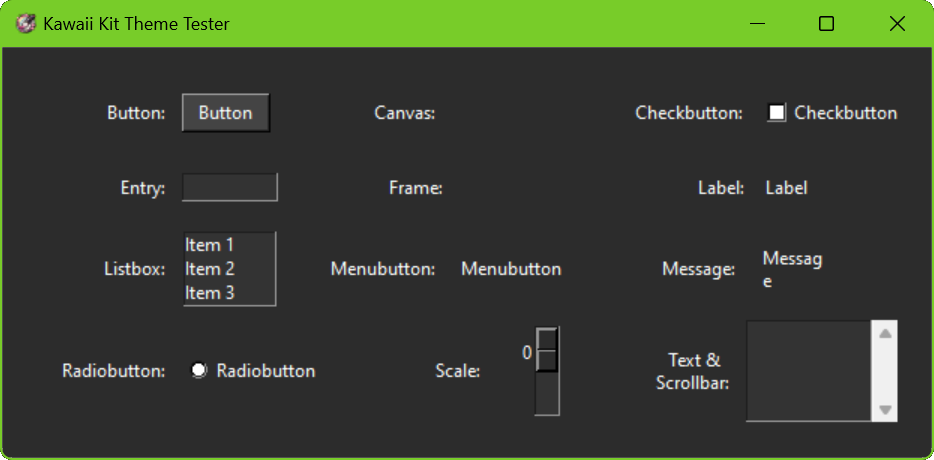 Kawaii Kit Theme Tester
Button: Button Canvas: Checkbutton: Checkbutton
Entry: Frame: Label: Label
Listbox: Item 1
Item 2
Item 3
Menubutton: Menubutton
Message: Messag
e
Radiobutton: Radiobutton
Scale: 0
Text &
Scrollbar: